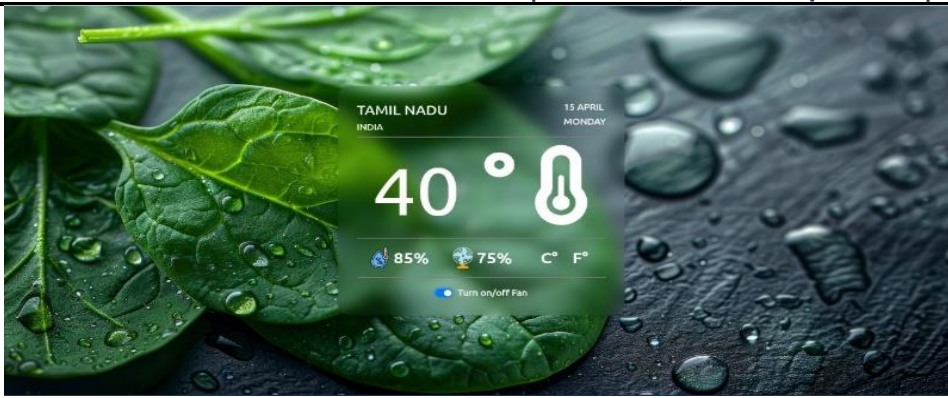 TAMIL NADU
INDIA
15 APRIL
MONDAY
40 °
85% 75% C° F°
Turn on/off Fan